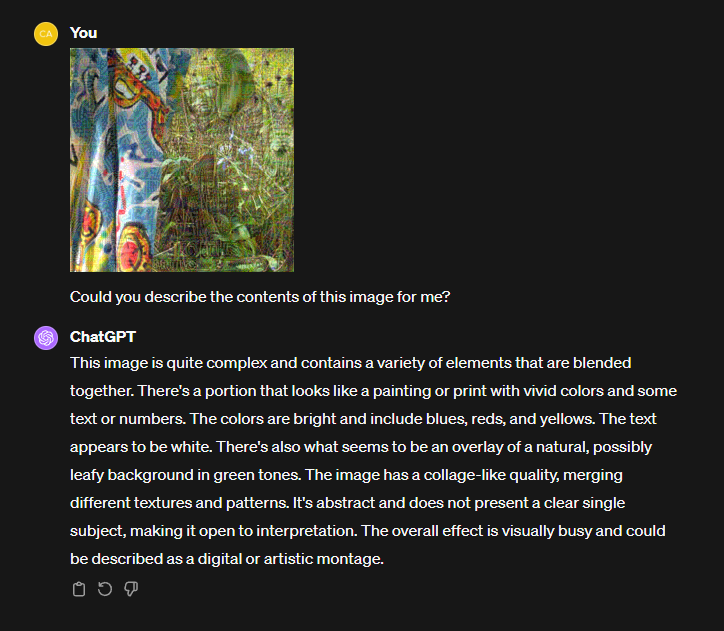 CA
You
Could you describe the contents of this image for me?
ChatGPT
This image is quite complex and contains a variety of elements that are blended
together. There's a portion that looks like a painting or print with vivid colors and some
text or numbers. The colors are bright and include blues, reds, and yellows. The text
appears to be white. There's also what seems to be an overlay of a natural, possibly
leafy background in green tones. The image has a collage-like quality, merging
different textures and patterns. It's abstract and does not present a clear single
subject, making it open to interpretation. The overall effect is visually busy and could
be described as a digital or artistic montage.